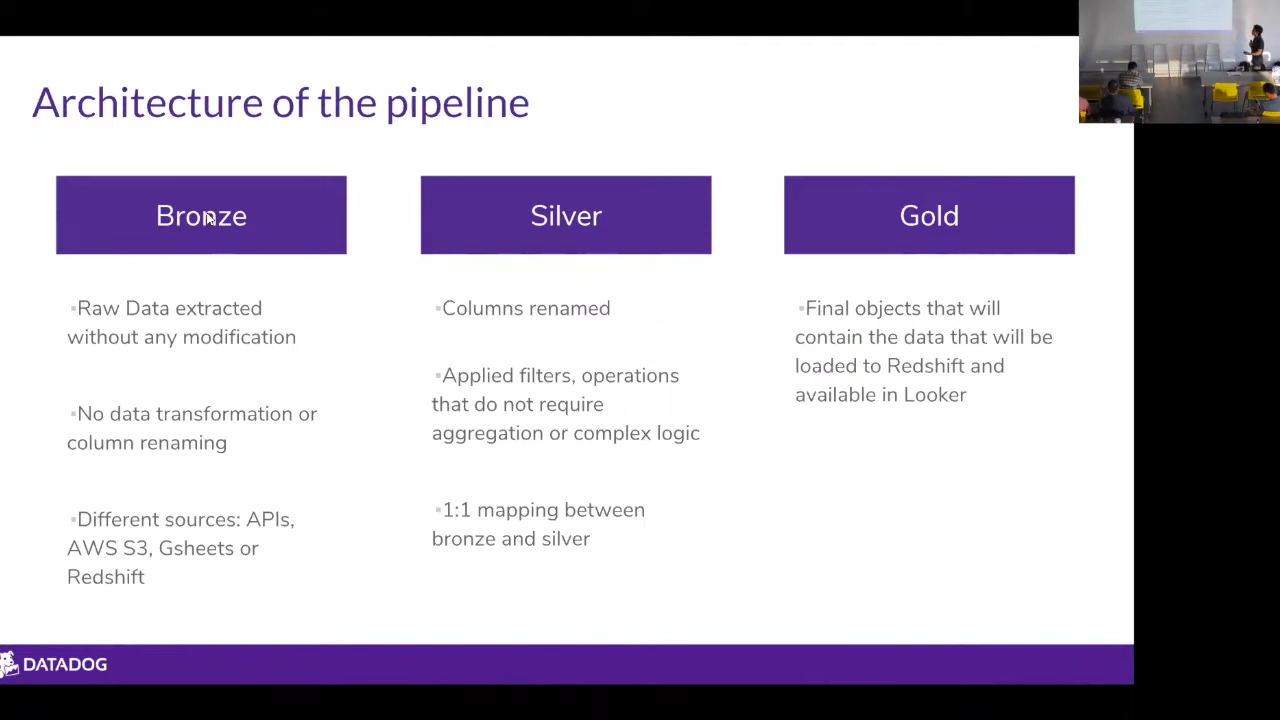 Architecture of the pipeline
Bronze
▪Raw Data extracted
without any modification
▪No data transformation or
column renaming
▪Different sources: APIs,
AWS S3, Gsheets or
Redshift
Silver
▪Columns renamed
▪Applied filters, operations
that do not require
aggregation or complex logic
▪1:1 mapping between
bronze and silver
Gold
▪Final objects that will
contain the data that will be
loaded to Redshift and
available in Looker
DATADOG